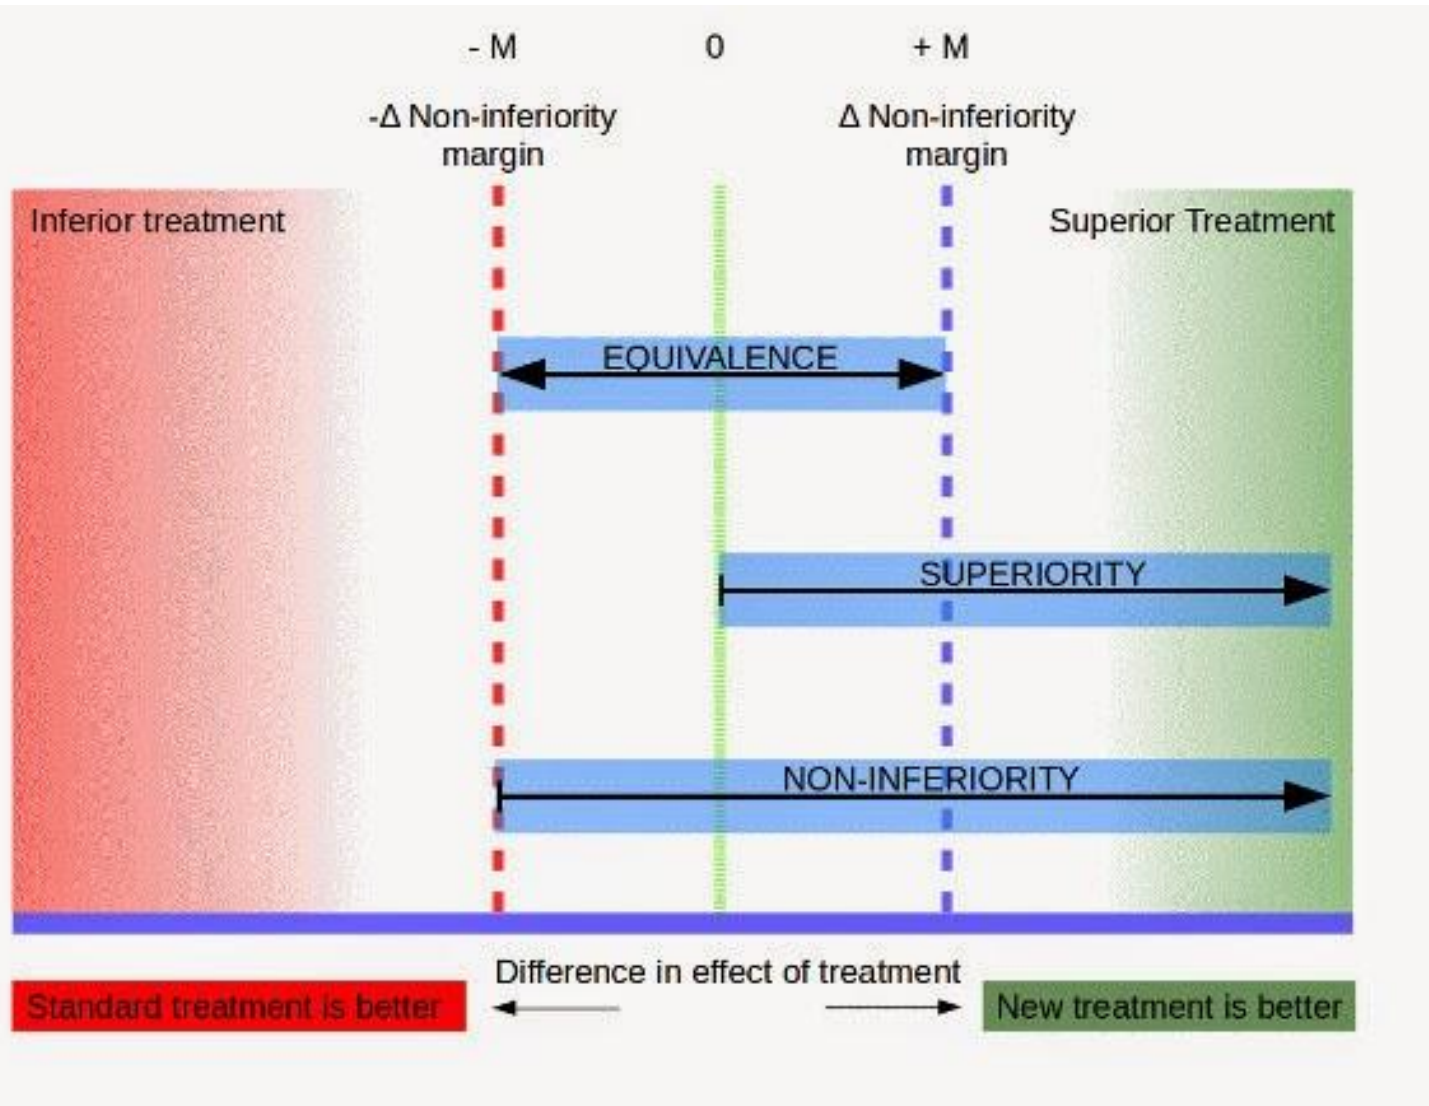 - M
0
+ M
-Δ Non-inferiority
margin
Δ Non-inferiority
margin
Inferior treatment
Superior Treatment
EQUIVALENCE
SUPERIORITY
NON-INFERIORITY
Difference in effect of treatment
Standard treatment is better
New treatment is better